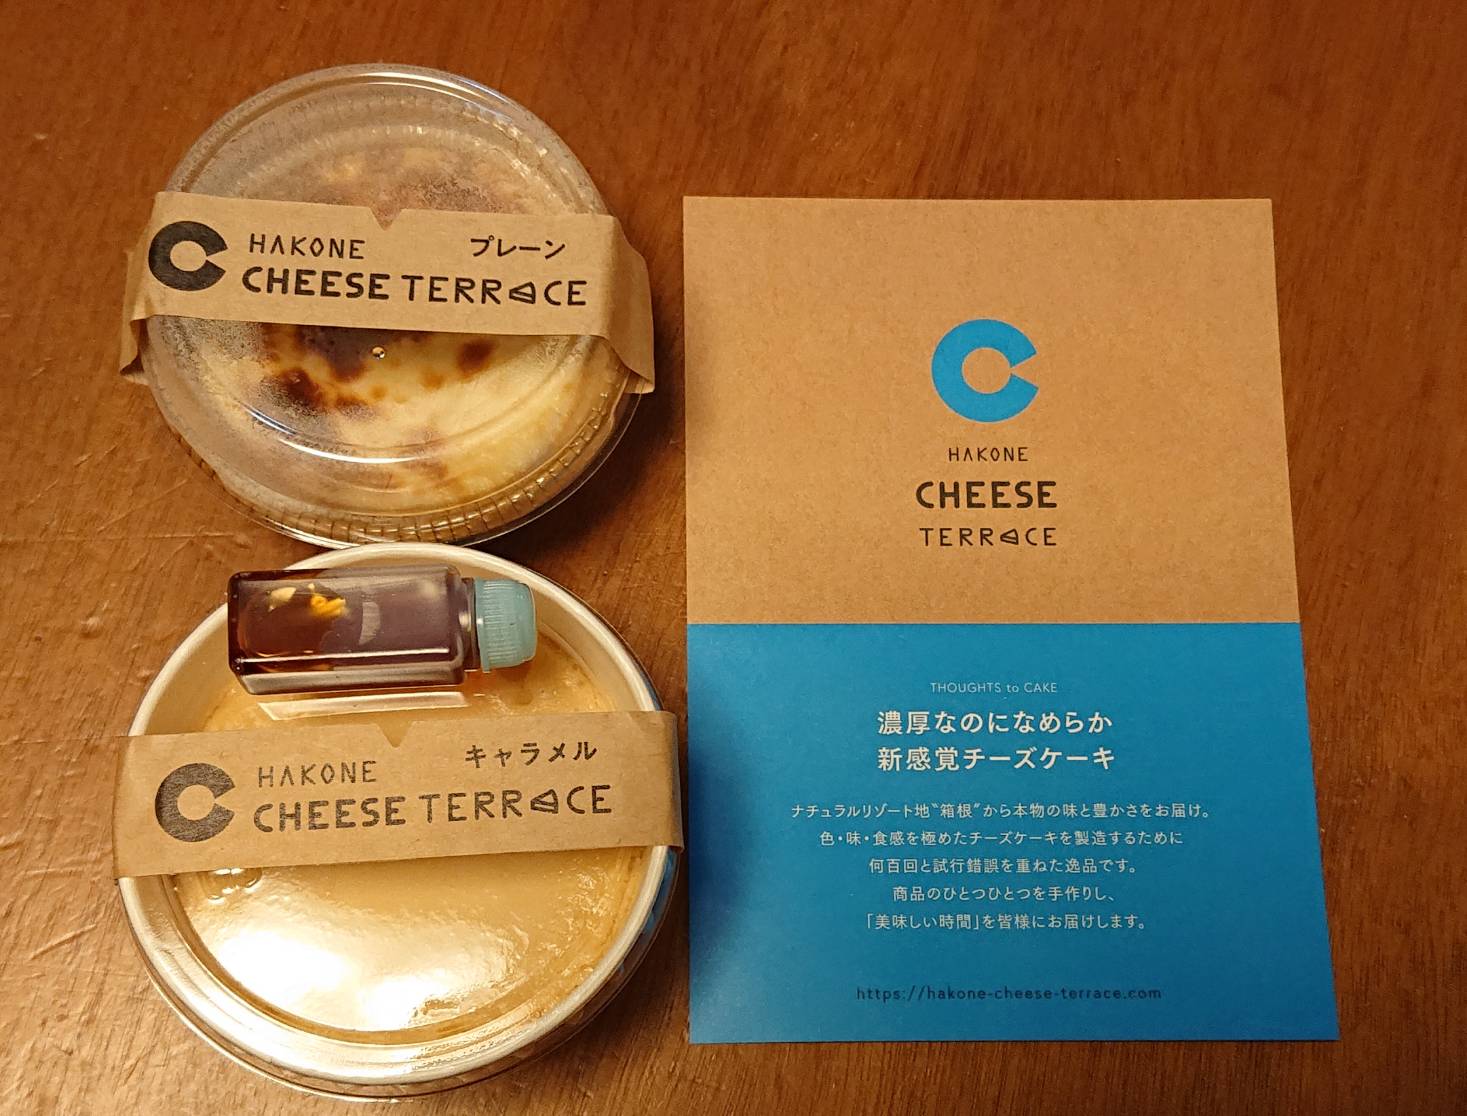 HAKONE プレーン
CHEESE TERRACE
HAKONE キャラメル
CHEESE TERRACE
HAKONE
CHEESE
TERRACE
THOUGHTS to CAKE
濃厚なのになめらか
新感覚チーズケーキ
ナチュラルリゾート地“箱根”から本物の味と豊かさをお届け。
色・味・食感を極めたチーズケーキを製造するために
何百回と試行錯誤を重ねた逸品です。
商品のひとつひとつを手作りし、
「美味しい時間」を皆様にお届けします。
https://hakone-cheese-terrace.com